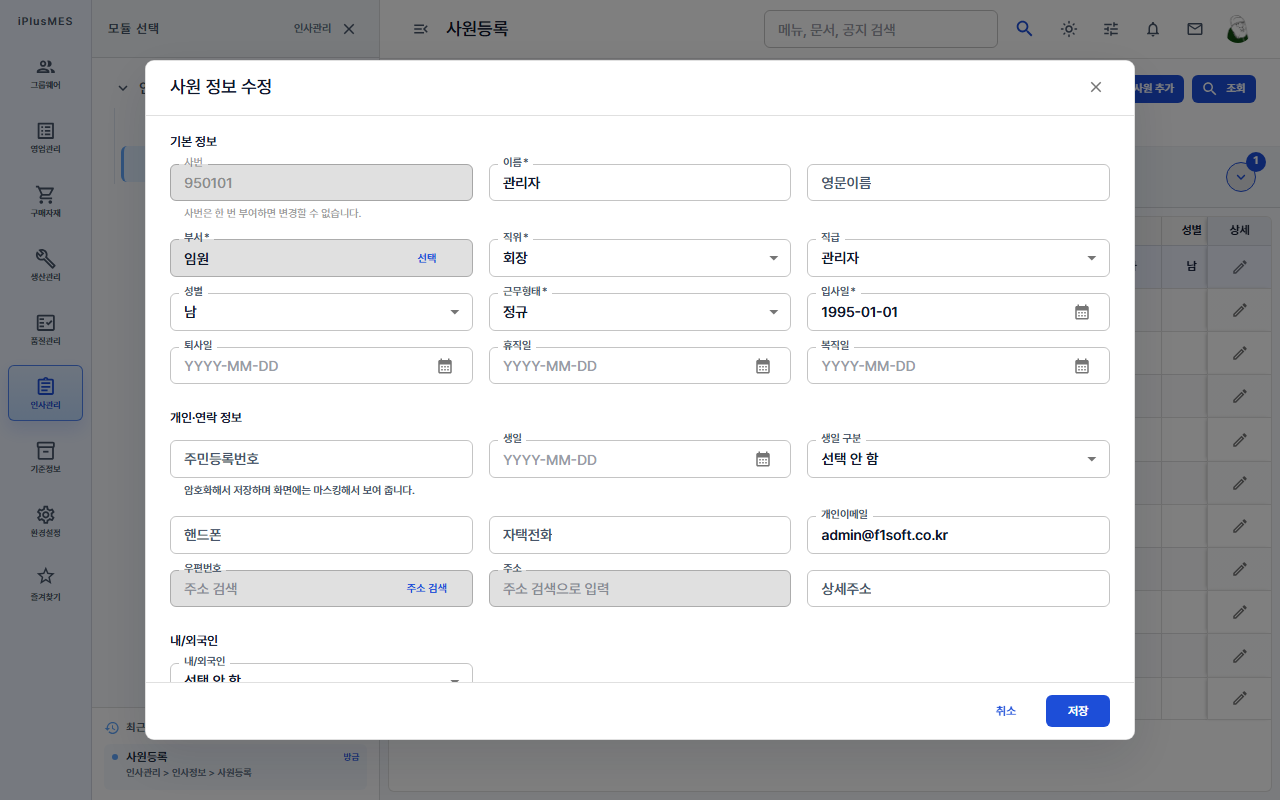 iPlusMES
모듈 선택
인사관리
사원등록
메뉴, 문서, 공지 검색
그룹웨어
영업관리
구매자재
생산관리
품질관리
인사관리
기준정보
환경설정
즐겨찾기
사원 추가
조회
1
성별
상세
남
사원 정보 수정
기본 정보
사번
950101
사번은 한 번 부여하면 변경할 수 없습니다.
이름*
관리자
영문이름
부서*
임원
선택
직위*
회장
직급
관리자
성별
남
근무형태*
정규
입사일*
1995-01-01
퇴사일
YYYY-MM-DD
휴직일
YYYY-MM-DD
복직일
YYYY-MM-DD
개인·연락 정보
주민등록번호
암호화해서 저장하며 화면에는 마스킹해서 보여 줍니다.
생일
YYYY-MM-DD
생일 구분
선택 안 함
핸드폰
자택전화
개인이메일
admin@f1soft.co.kr
우편번호
주소 검색
주소 검색
주소
주소 검색으로 입력
상세주소
내/외국인
내/외국인
선택 안 함
취소
저장
최근
사원등록
방금
인사관리 > 인사정보 > 사원등록